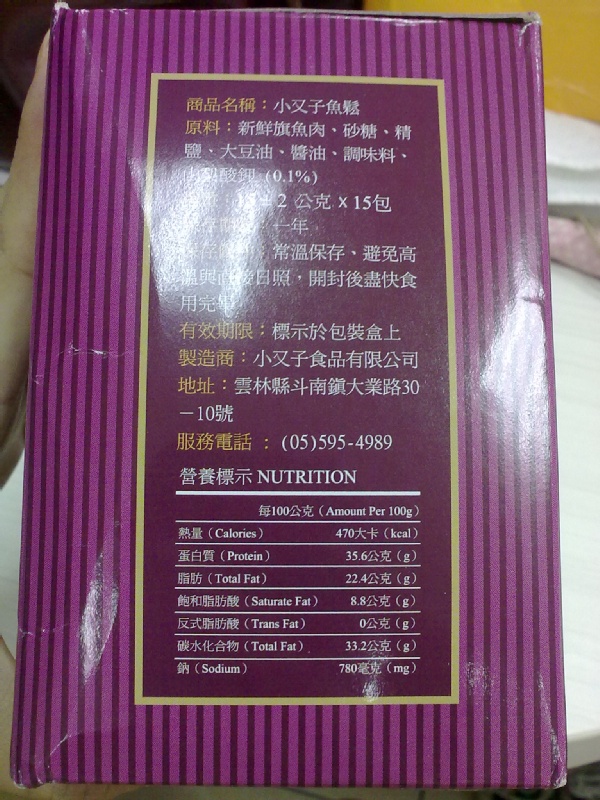 商品名稱：小又子魚鬆
原料：新鮮旗魚肉、砂糖、精
鹽、大豆油、醬油、調味料、
酸鉀 (0.1%)
2 公克 x 15包
一年
常溫保存、避免高
溫與日照，開封後盡快食
用完
有效期限：標示於包裝盒上
製造商：小又子食品有限公司
地址：雲林縣斗南鎮大業路30
－10號
服務電話：(05)595-4989
營養標示 NUTRITION
每100公克（Amount Per 100g）
熱量（Calories） 470大卡（kcal）
蛋白質（Protein） 35.6公克（g）
脂肪（Total Fat） 22.4公克（g）
飽和脂肪酸（Saturate Fat） 8.8公克（g）
反式脂肪酸（Trans Fat） 0公克（g）
碳水化合物（Total Fat） 33.2公克（g）
鈉（Sodium） 780毫克（mg）